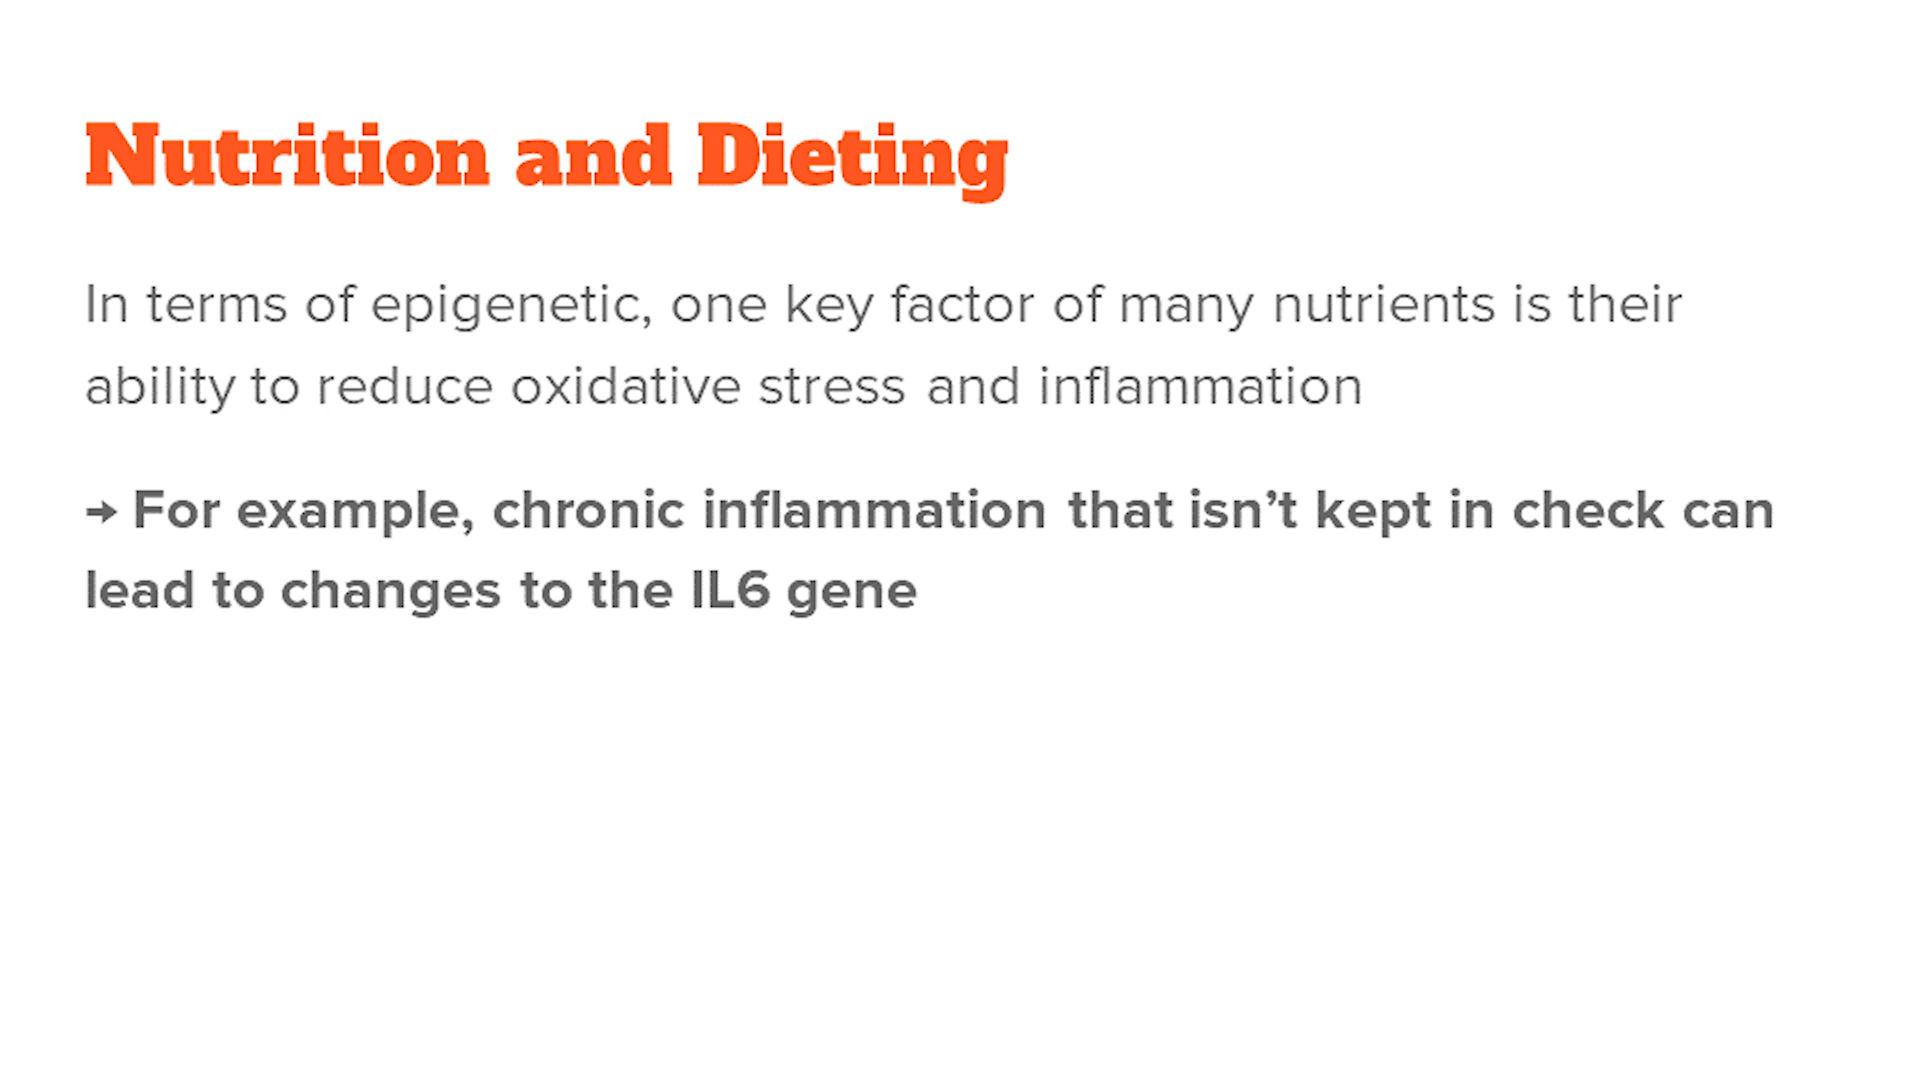 Nutrition and Dieting
In terms of epigenetic, one key factor of many nutrients is their
ability to reduce oxidative stress and inflammation
→ For example, chronic inflammation that isn’t kept in check can
lead to changes to the IL6 gene